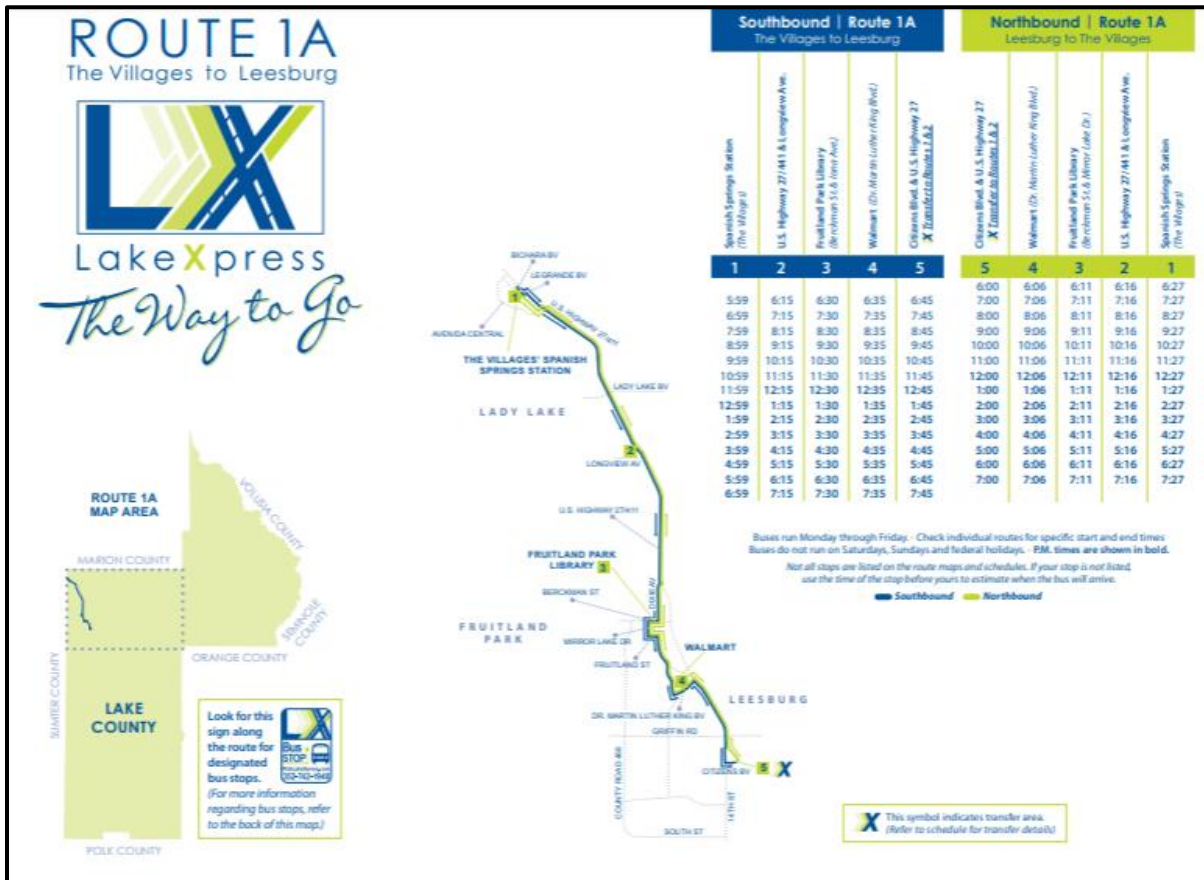 ROUTE 1A
The Villages to Leesburg
LX
LakeXpress
The Way to Go
Southbound | Route 1A
The Villages to Leesburg
Spanish Springs Station
(The Villages)
U.S. Highway 27/441 & Longview Ave.
Fruitland Park Library
(Berckman St. & Iona Ave.)
Walmart (Dr. Martin Luther King Blvd.)
Citizens Blvd. & U.S. Highway 27
X Transfer to Routes 1 & 2
1 2 3 4 5
5:59 6:15 6:30 6:35 6:45
6:59 7:15 7:30 7:35 7:45
7:59 8:15 8:30 8:35 8:45
8:59 9:15 9:30 9:35 9:45
9:59 10:15 10:30 10:35 10:45
10:59 11:15 11:30 11:35 11:45
11:59 12:15 12:30 12:35 12:45
12:59 1:15 1:30 1:35 1:45
1:59 2:15 2:30 2:35 2:45
2:59 3:15 3:30 3:35 3:45
3:59 4:15 4:30 4:35 4:45
4:59 5:15 5:30 5:35 5:45
5:59 6:15 6:30 6:35 6:45
6:59 7:15 7:30 7:35 7:45
Northbound | Route 1A
Leesburg to The Villages
Citizens Blvd. & U.S. Highway 27
X Transfer to Routes 1 & 2
Walmart (Dr. Martin Luther King Blvd.)
Fruitland Park Library
(Berckman St. & Mirror Lake Dr.)
U.S. Highway 27/441 & Longview Ave.
Spanish Springs Station
(The Villages)
5 4 3 2 1
6:00 6:06 6:11 6:16 6:27
7:00 7:06 7:11 7:16 7:27
8:00 8:06 8:11 8:16 8:27
9:00 9:06 9:11 9:16 9:27
10:00 10:06 10:11 10:16 10:27
11:00 11:06 11:11 11:16 11:27
12:00 12:06 12:11 12:16 12:27
1:00 1:06 1:11 1:16 1:27
2:00 2:06 2:11 2:16 2:27
3:00 3:06 3:11 3:16 3:27
4:00 4:06 4:11 4:16 4:27
5:00 5:06 5:11 5:16 5:27
6:00 6:06 6:11 6:16 6:27
7:00 7:06 7:11 7:16 7:27
Buses run Monday through Friday. - Check individual routes for specific start and end times
Buses do not run on Saturdays, Sundays and federal holidays. - P.M. times are shown in bold.
Not all stops are listed on the route maps and schedules. If your stop is not listed,
use the time of the stop before yours to estimate when the bus will arrive.
Southbound Northbound
BICHARA BV
LEGRANDE BV
1
U.S. HIGHWAY 27/411
AVENIDA CENTRAL
THE VILLAGES' SPANISH
SPRINGS STATION
LADY LAKE BV
LADY LAKE
2
LONGVIEW AV
U.S. HIGHWAY 27/411
FRUITLAND PARK
LIBRARY 3
DIXIE AV
BERCKMAN ST
FRUITLAND
PARK
MIRROR LAKE DR
WALMART
FRUITLAND ST
4
LEESBURG
DR. MARTIN LUTHER KING BV
GRIFFIN RD
CITIZENS BV
5 X
COUNTY ROAD 468
14TH ST
SOUTH ST
ROUTE 1A
MAP AREA
VOLUSIA COUNTY
MARION COUNTY
SEMINOLE
COUNTY
ORANGE COUNTY
SUMTER COUNTY
LAKE
COUNTY
POLK COUNTY
Look for this
sign along
the route for
designated
bus stops.
(For more information
regarding bus stops, refer
to the back of this map.)
LX
Bus
STOP
X This symbol indicates transfer area.
(Refer to schedule for transfer details)